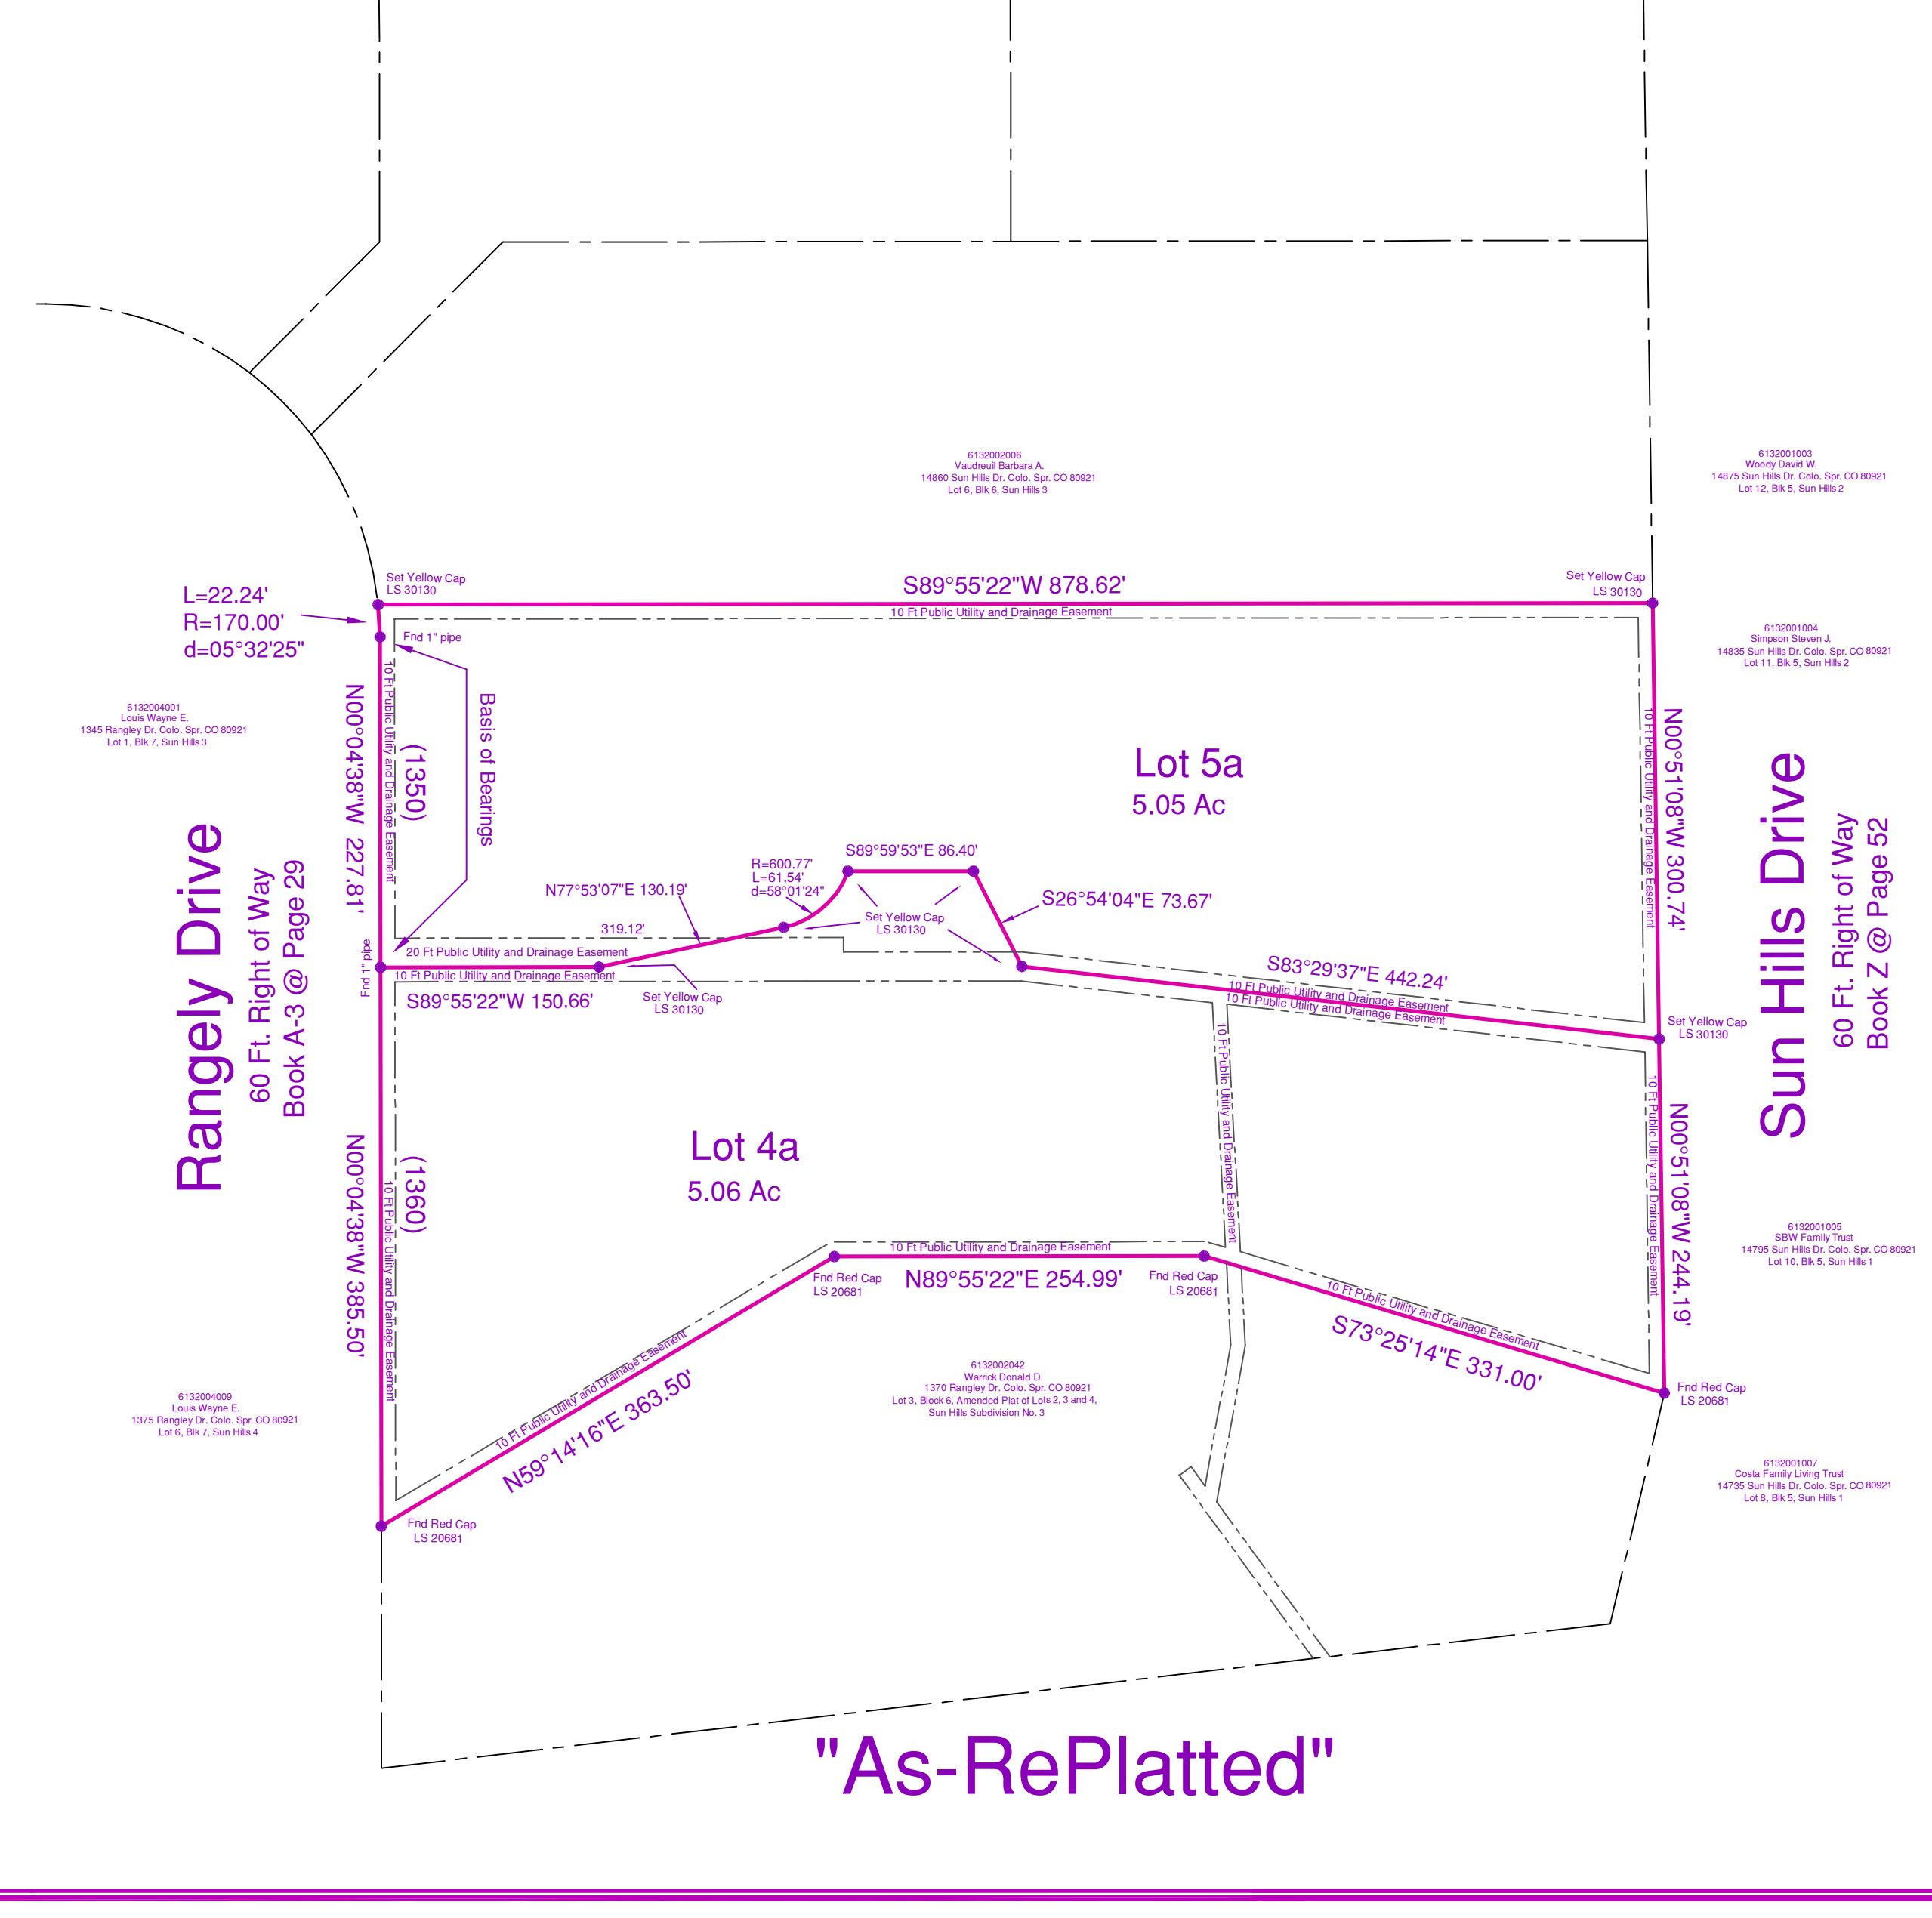 6132002006
Vaudreuil Barbara A.
14860 Sun Hills Dr. Colo. Spr. CO 80921
Lot 6, Blk 6, Sun Hills 3
6132001003
Woody David W.
14875 Sun Hills Dr. Colo. Spr. CO 80921
Lot 12, Blk 5, Sun Hills 2
L=22.24'
R=170.00'
d=05°32'25"
Set Yellow Cap
LS 30130
S89°55'22"W 878.62'
10 Ft Public Utility and Drainage Easement
Set Yellow Cap
LS 30130
Fnd 1" pipe
6132001004
Simpson Steven J.
14835 Sun Hills Dr. Colo. Spr. CO 80921
Lot 11, Blk 5, Sun Hills 2
6132004001
Louis Wayne E.
1345 Rangley Dr. Colo. Spr. CO 80921
Lot 1, Blk 7, Sun Hills 3
N00°04'38"W 227.81'
10 Ft Public Utility and Drainage Easement
(1350)
Basis of Bearings
Lot 5a
5.05 Ac
10 Ft Public Utility and Drainage Easement
N00°51'08"W 300.74'
Rangely Drive
60 Ft. Right of Way
Book A-3 @ Page 29
Sun Hills Drive
60 Ft. Right of Way
Book Z @ Page 52
S89°59'53"E 86.40'
R=600.77'
L=61.54'
d=58°01'24"
N77°53'07"E 130.19'
S26°54'04"E 73.67'
Set Yellow Cap
LS 30130
319.12'
20 Ft Public Utility and Drainage Easement
Fnd 1" pipe
10 Ft Public Utility and Drainage Easement
S89°55'22"W 150.66'
Set Yellow Cap
LS 30130
S83°29'37"E 442.24'
10 Ft Public Utility and Drainage Easement
10 Ft Public Utility and Drainage Easement
Set Yellow Cap
LS 30130
10 Ft Public Utility and Drainage Easement
Lot 4a
5.06 Ac
N00°04'38"W 385.50'
10 Ft Public Utility and Drainage Easement
(1360)
10 Ft Public Utility and Drainage Easement
N00°51'08"W 244.19'
6132001005
SBW Family Trust
14795 Sun Hills Dr. Colo. Spr. CO 80921
Lot 10, Blk 5, Sun Hills 1
10 Ft Public Utility and Drainage Easement
N89°55'22"E 254.99'
Fnd Red Cap
LS 20681
Fnd Red Cap
LS 20681
10 Ft Public Utility and Drainage Easement
S73°25'14"E 331.00'
10 Ft Public Utility and Drainage Easement
N59°14'16"E 363.50'
6132002042
Warrick Donald D.
1370 Rangley Dr. Colo. Spr. CO 80921
Lot 3, Block 6, Amended Plat of Lots 2, 3 and 4,
Sun Hills Subdivision No. 3
Fnd Red Cap
LS 20681
6132004009
Louis Wayne E.
1375 Rangley Dr. Colo. Spr. CO 80921
Lot 6, Blk 7, Sun Hills 4
6132001007
Costa Family Living Trust
14735 Sun Hills Dr. Colo. Spr. CO 80921
Lot 8, Blk 5, Sun Hills 1
Fnd Red Cap
LS 20681
"As-RePlatted"